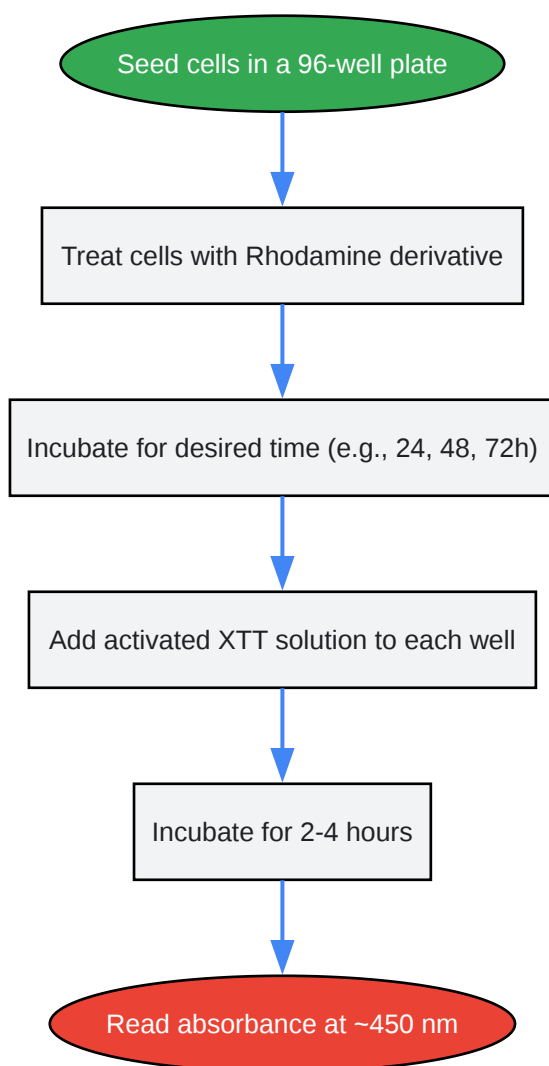 Seed cells in a 96-well plate
Treat cells with Rhodamine derivative
Incubate for desired time (e.g., 24, 48, 72h)
Add activated XTT solution to each well
Incubate for 2-4 hours
Read absorbance at ~450 nm